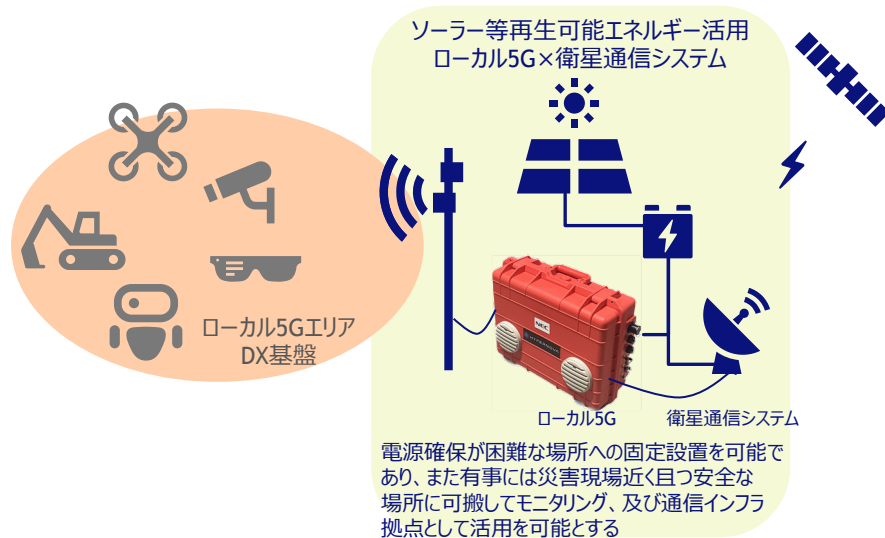 ソーラー等再生可能エネルギー活用
ローカル5G×衛星通信システム
ローカル5Gエリア
DX基盤
NEC
ローカル5G
衛星通信システム
電源確保が困難な場所への固定設置を可能で
あり、また有事には災害現場近く且つ安全な
場所に可搬してモニタリング、及び通信インフラ
拠点として活用を可能とする